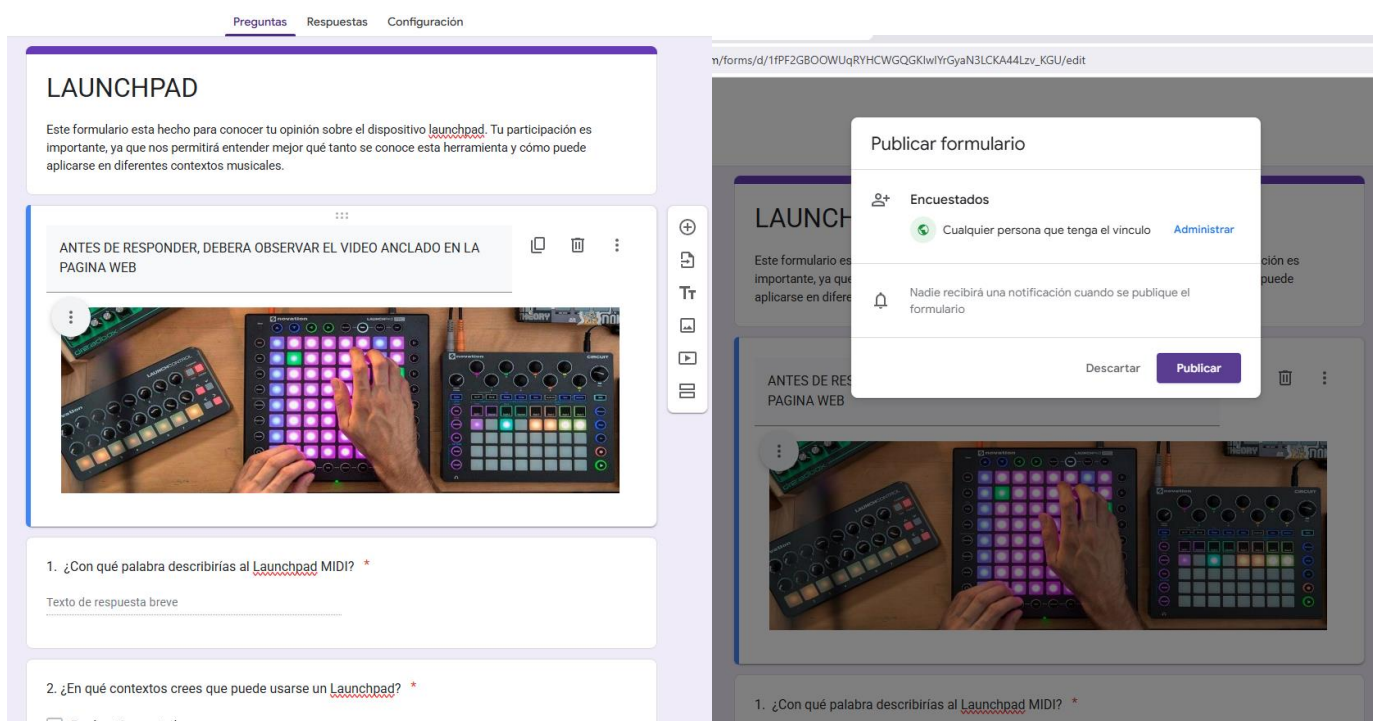 Preguntas Respuestas Configuración
LAUNCHPAD
Este formulario esta hecho para conocer tu opinión sobre el dispositivo launchpad. Tu participación es
importante, ya que nos permitirá entender mejor qué tanto se conoce esta herramienta y cómo puede
aplicarse en diferentes contextos musicales.
ANTES DE RESPONDER, DEBERA OBSERVAR EL VIDEO ANCLADO EN LA
PAGINA WEB
novation
LAUNCHCONTROL
CIRCUIT
1. ¿Con qué palabra describirías al Launchpad MIDI? *
Texto de respuesta breve
2. ¿En qué contextos crees que puede usarse un Launchpad? *
m/forms/d/1fPF2GBOOWUqRYHCWGQGKIwIYrGyaN3LCKA44Lzv_KGU/edit
Publicar formulario
Encuestados
Cualquier persona que tenga el vínculo Administrar
Nadie recibirá una notificación cuando se publique el
formulario
Descartar Publicar
LAUNCH
Este formulario es
ción es
importante, ya que
puede
aplicarse en difere
ANTES DE RES
PAGINA WEB
1. ¿Con qué palabra describirías al Launchpad MIDI? *